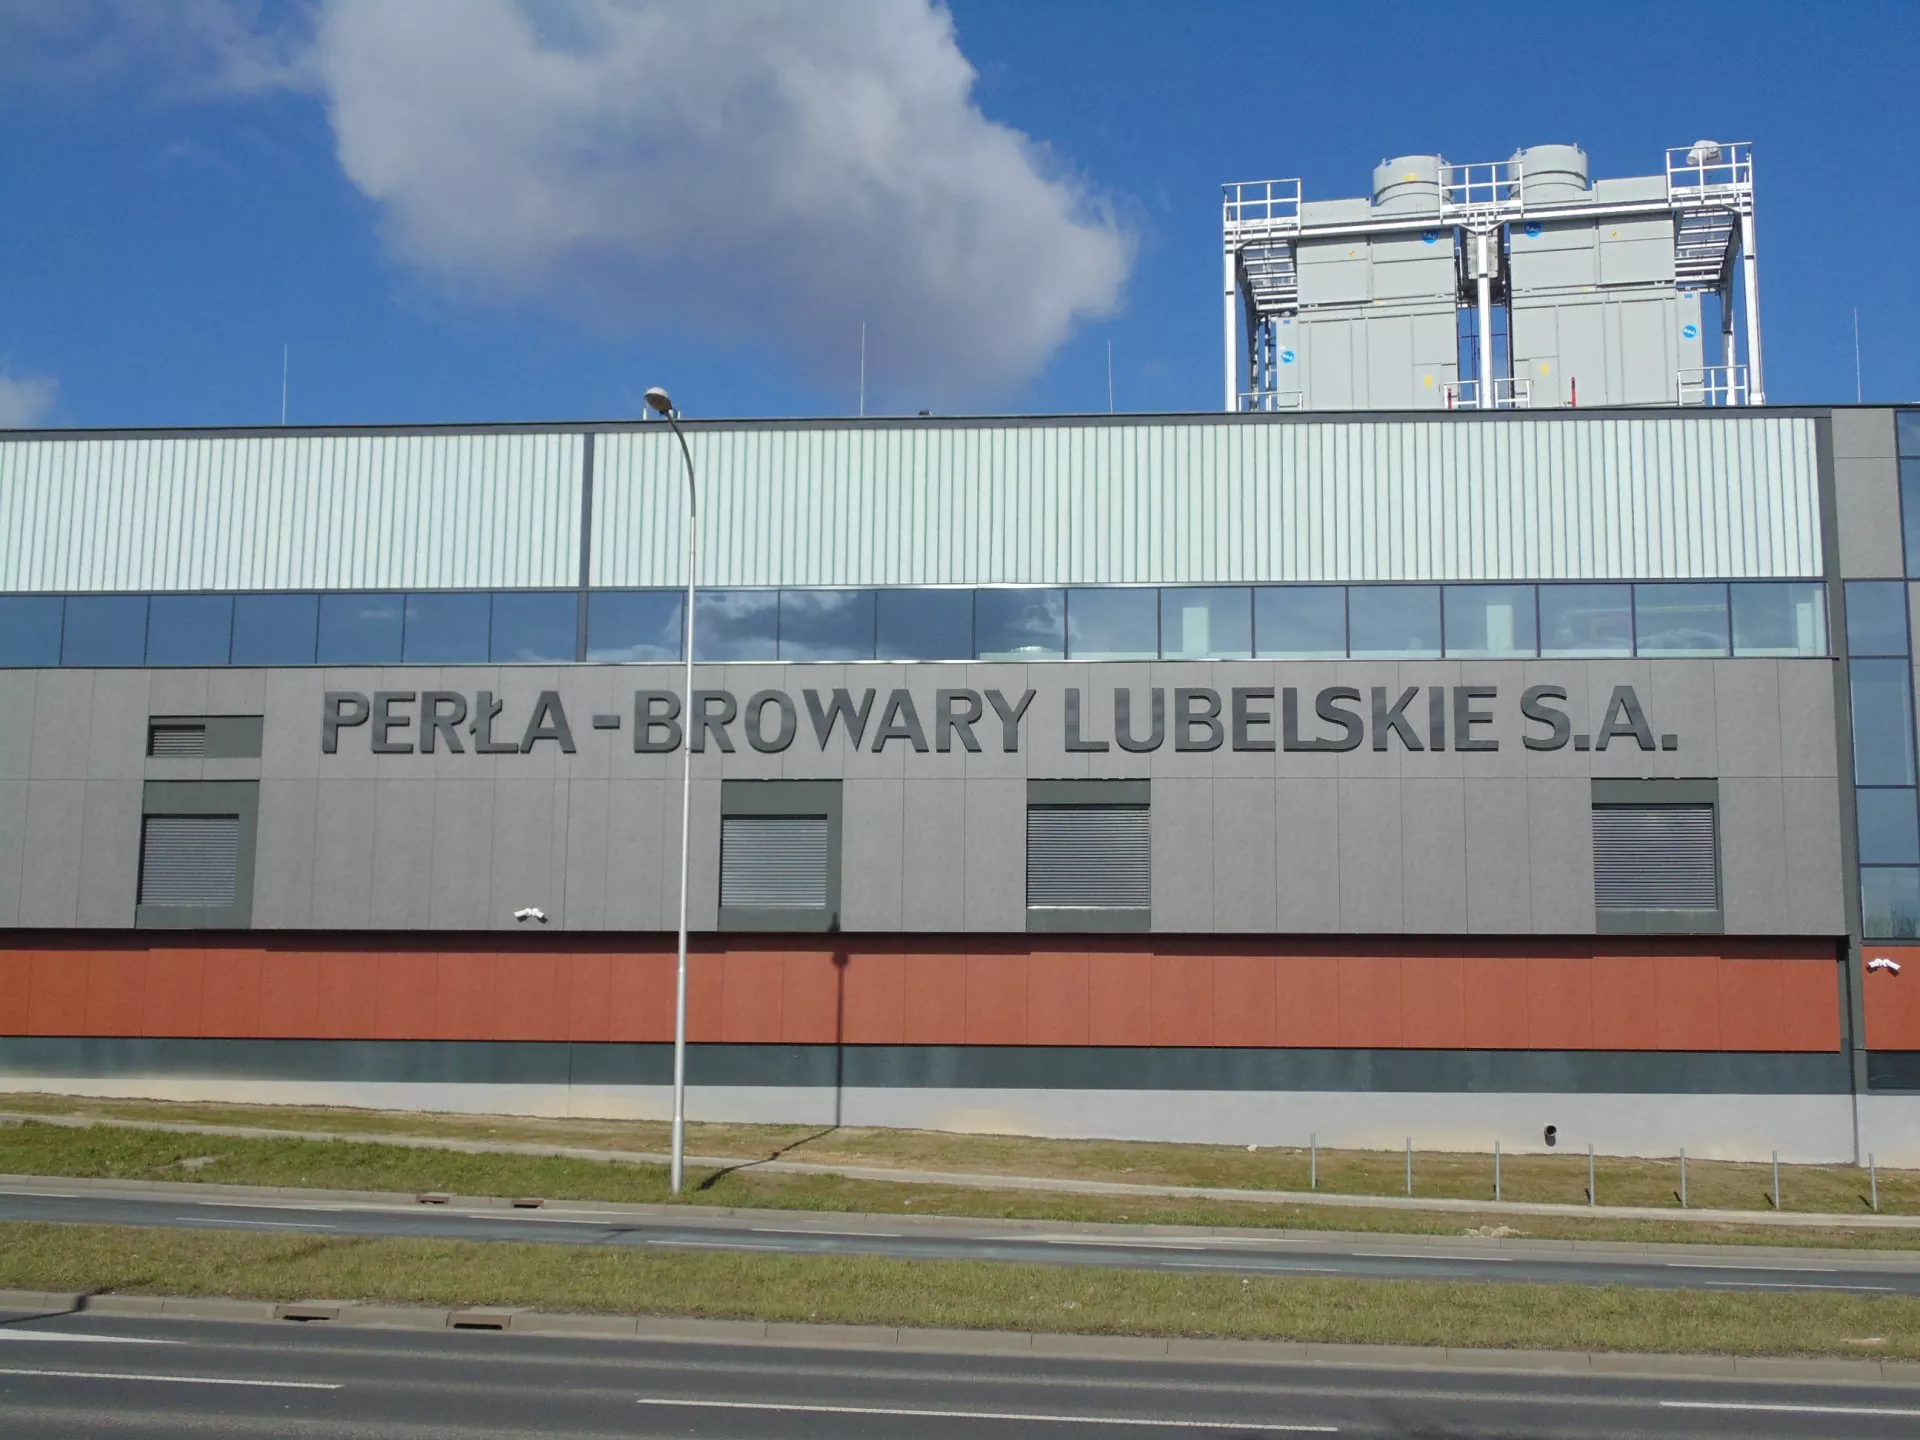 PERŁA - BROWARY LUBELSKIE S.A.